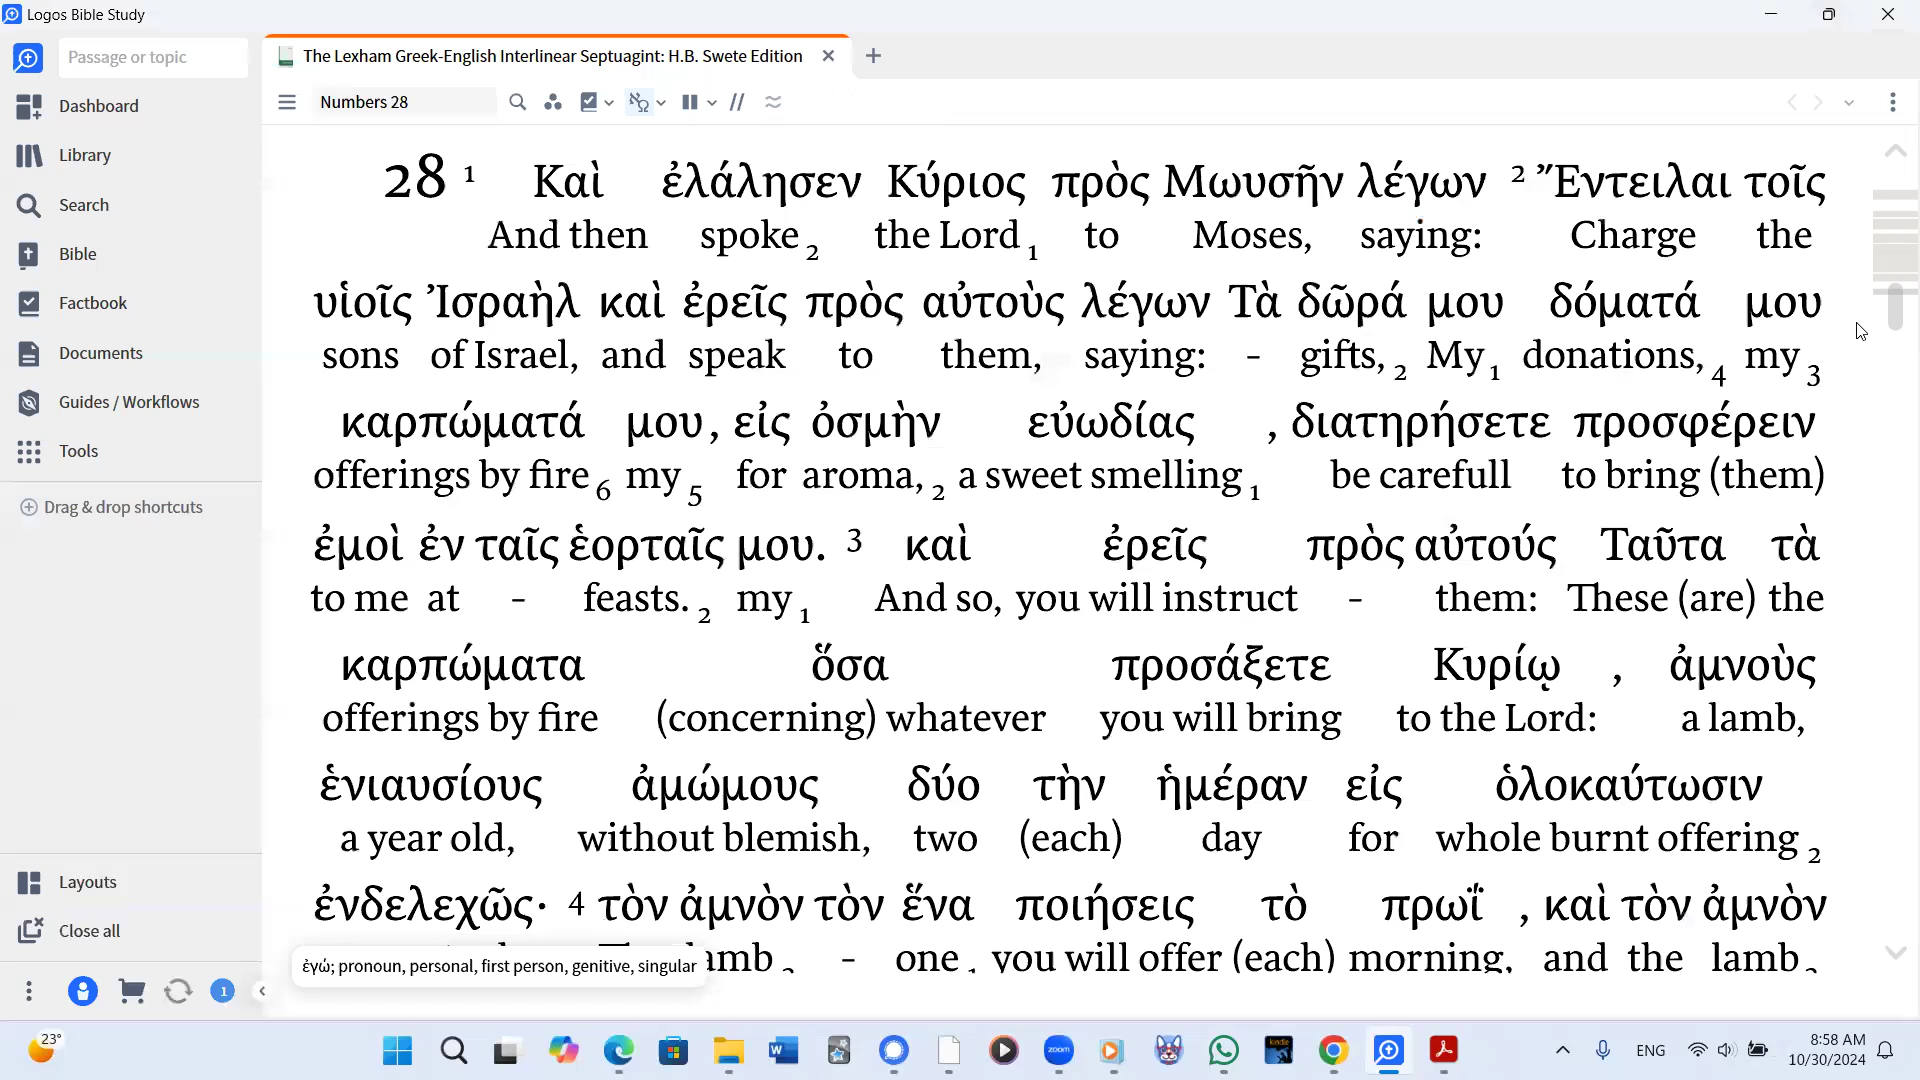 Logos Bible Study
Passage or topic
The Lexham Greek-English Interlinear Septuagint: H.B. Swete Edition
Numbers 28
Dashboard
Library
Search
Bible
Factbook
Documents
Guides / Workflows
Tools
Drag & drop shortcuts
Layouts
Close all
1
28 1 Καὶ ἐλάλησεν Κύριος πρὸς Μωυσῆν λέγων 2 Ἔντειλαι τοῖς
And then spoke 2 the Lord 1 to Moses, saying: Charge the
υἱοῖς Ἰσραὴλ καὶ ἐρεῖς πρὸς αὐτοὺς λέγων Τὰ δῶρά μου δόματά μου
sons of Israel, and speak to them, saying: - gifts, 2 My 1 donations, 4 my 3
καρπώματά μου, εἰς ὀσμὴν εὐωδίας , διατηρήσετε προσφέρειν
offerings by fire 6 my 5 for aroma, 2 a sweet smelling 1 be carefull to bring (them)
ἐμοὶ ἐν ταῖς ἑορταῖς μου. 3 καὶ ἐρεῖς πρὸς αὐτούς Ταῦτα τὰ
to me at - feasts. 2 my 1 And so, you will instruct - them: These (are) the
καρπώματα ὅσα προσάξετε Κυρίῳ , ἀμνοὺς
offerings by fire (concerning) whatever you will bring to the Lord: a lamb,
ἑνιαυσίους ἀμώμους δύο τὴν ἡμέραν εἰς ὁλοκαύτωσιν
a year old, without blemish, two (each) day for whole burnt offering 2
ἐνδελεχῶς· 4 τὸν ἀμνὸν τὸν ἕνα ποιήσεις τὸ πρωΐ , καὶ τὸν ἀμνὸν
- one, you will offer (each) morning, and the lamb
ἐγώ; pronoun, personal, first person, genitive, singular
23°
zoom
kindle
ENG
8:58 AM
10/30/2024